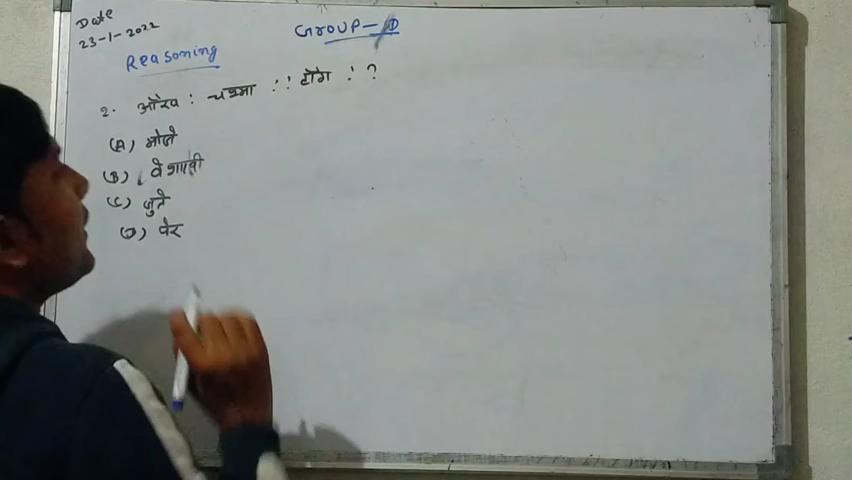 Date
23-1-2022
GROUP-D
Reasoning
2. आँख : चश्मा :: टांग : ?
(A) मोजे
(B) वैशाखी
(C) जुते
(D) पैर